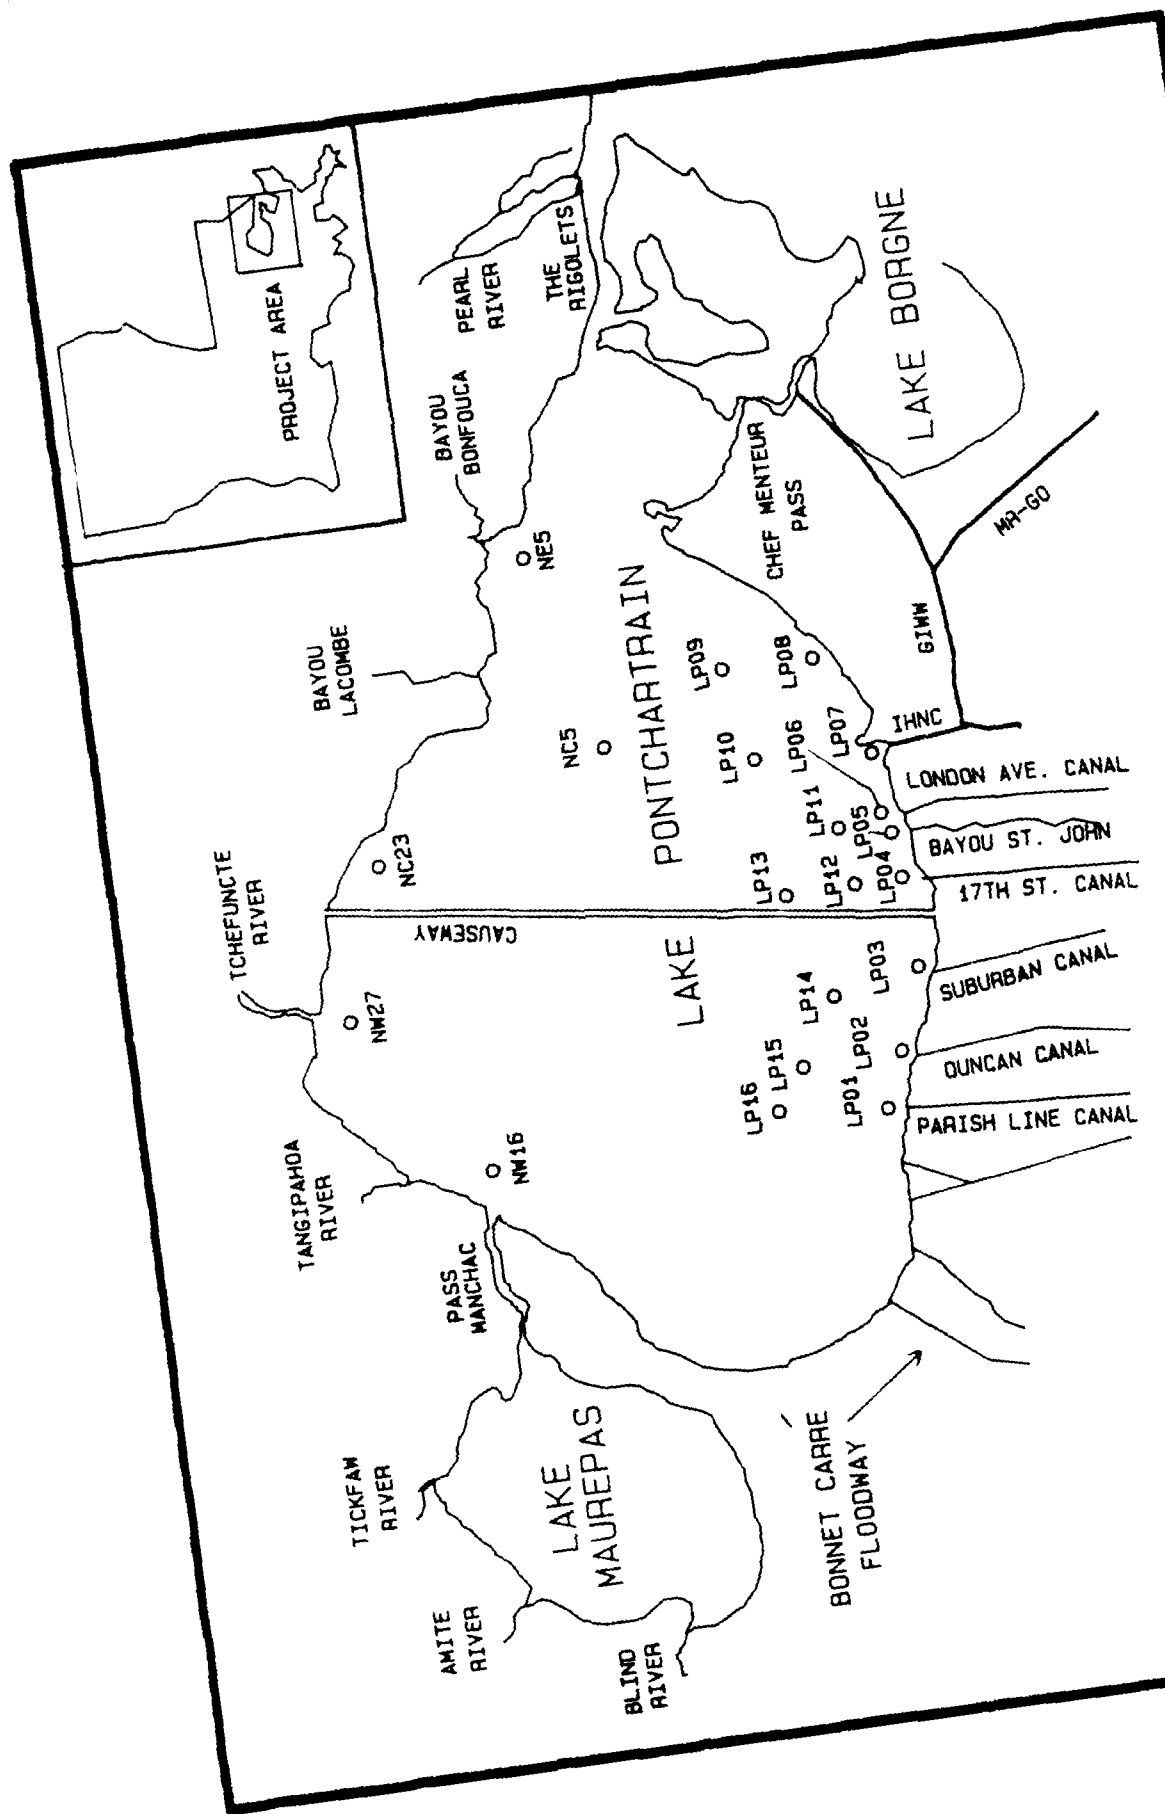 PROJECT AREA
PEARL
RIVER
THE
RIGOLETS
BAYOU
BONFOUCA
BAYOU
LACOMBE
TCHEFUNCTE
RIVER
TANGIPAHOA
RIVER
PASS
MANCHAC
TICKFAW
RIVER
AMITE
RIVER
BLIND
RIVER
LAKE
MAUREPAS
BONNET CARRE
FLOODWAY
LAKE PONTCHARTRAIN
CAUSEWAY
LAKE BORGNE
CHEF MENTEUR
PASS
MR-GO
GIWW
IHNC
LONDON AVE. CANAL
BAYOU ST. JOHN
17TH ST. CANAL
SUBURBAN CANAL
DUNCAN CANAL
PARISH LINE CANAL
NE5
NC5
NC23
NW27
NW16
LP16
LP15
LP14
LP13
LP12
LP11
LP10
LP09
LP08
LP07
LP06
LP05
LP04
LP03
LP02
LP01